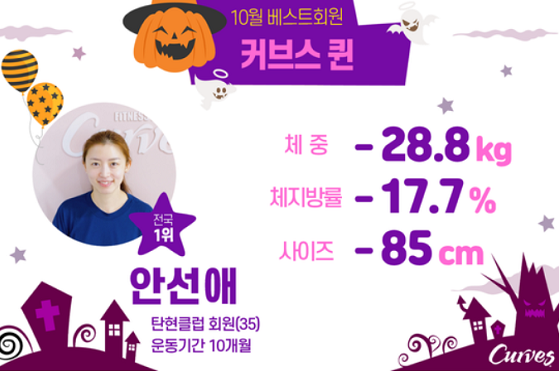 10월 베스트회원
커브스 퀸
FITNESS
Curves
체 중 - 28.8 kg
체지방률 - 17.7 %
사이즈 - 85 cm
전국
1위
안선애
탄현클럽 회원(35)
운동기간 10개월
Curves